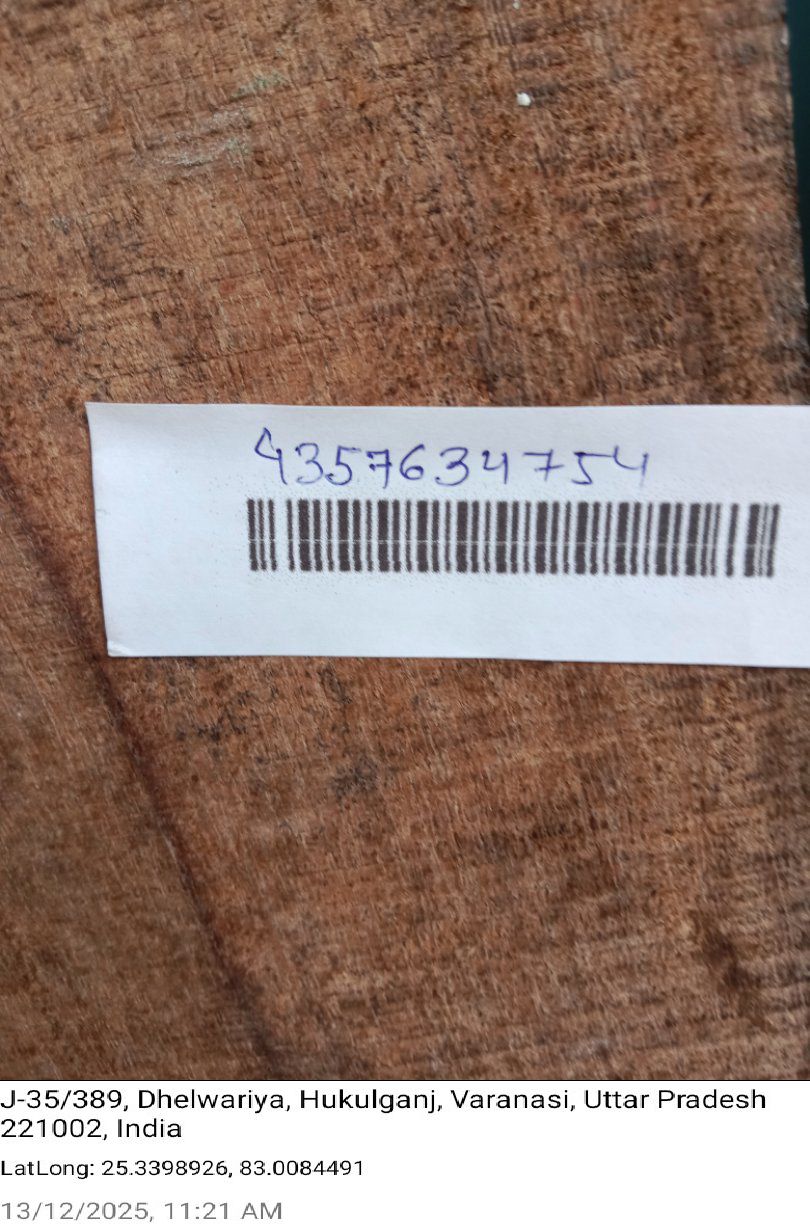 4357634754
J-35/389, Dhelwariya, Hukulganj, Varanasi, Uttar Pradesh
221002, India
LatLong: 25.3398926, 83.0084491
13/12/2025, 11:21 AM